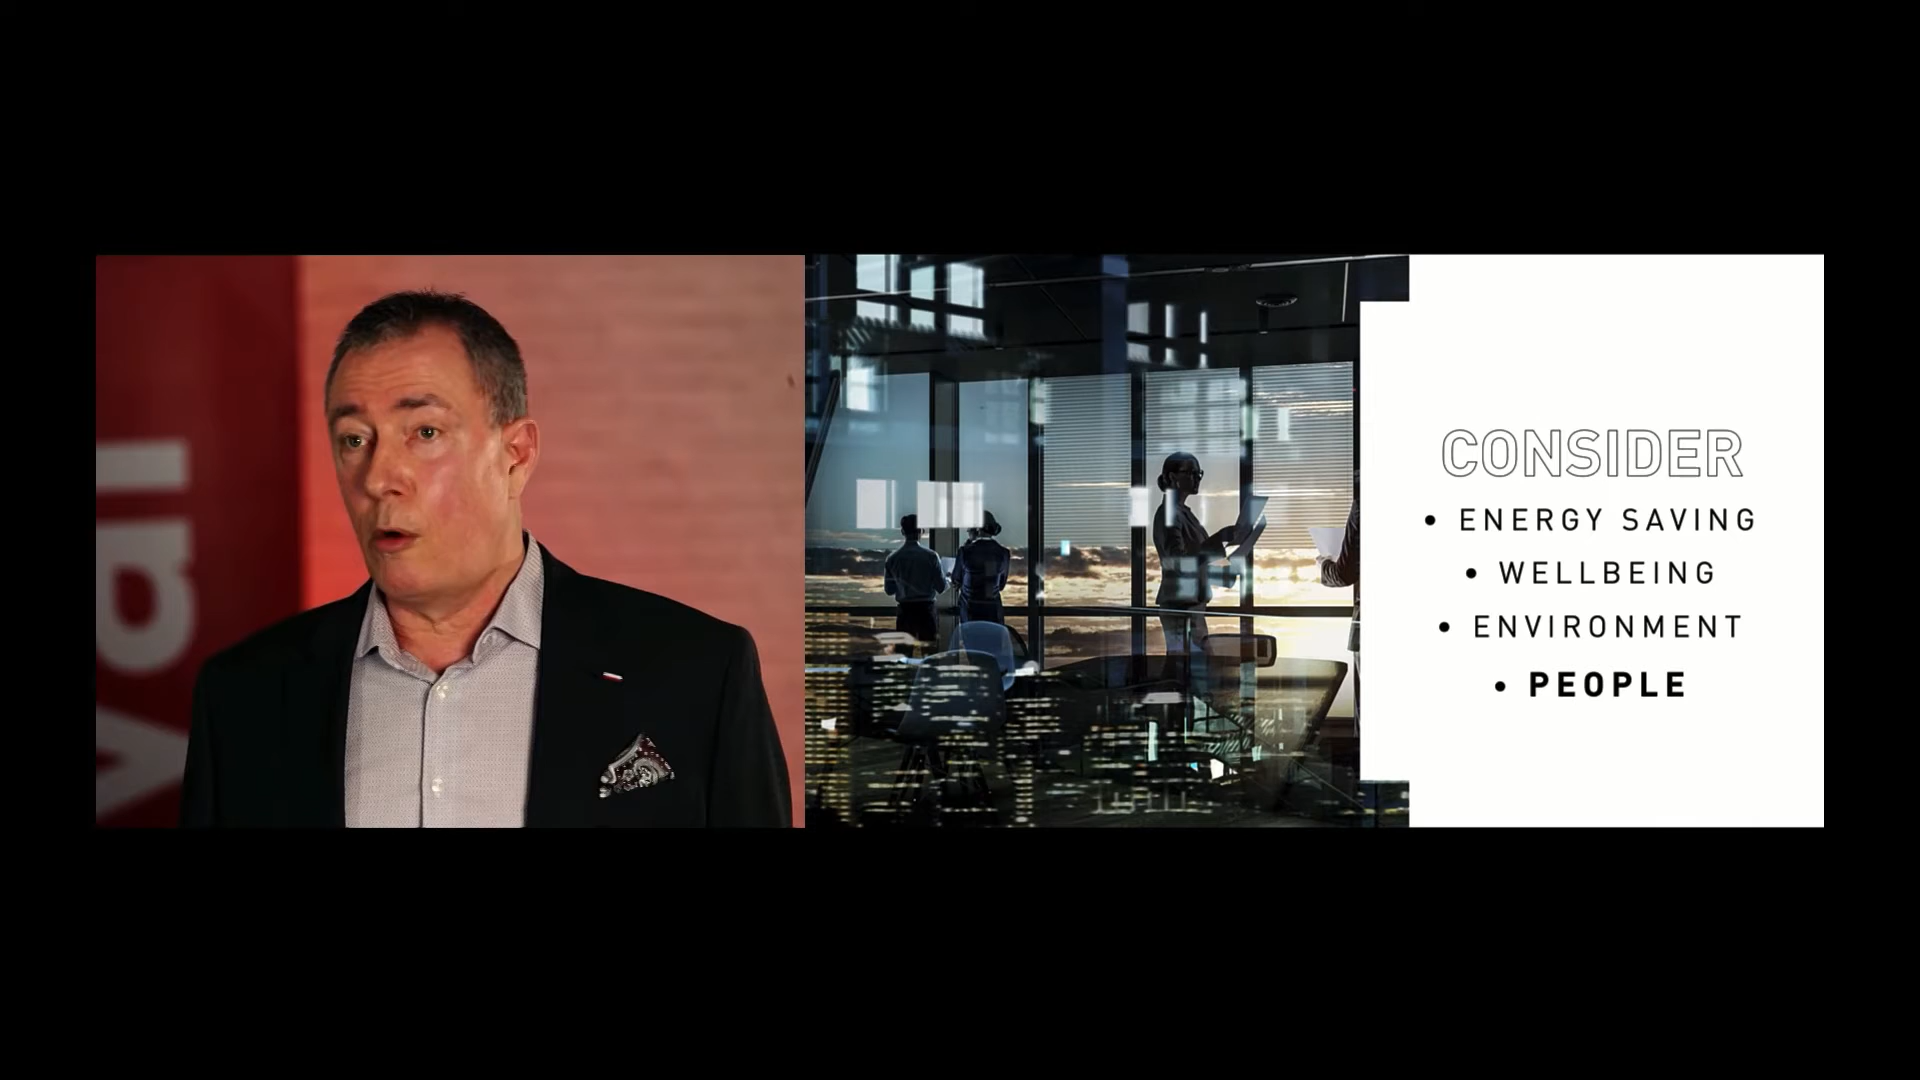 CONSIDER
• ENERGY SAVING
• WELLBEING
• ENVIRONMENT
• PEOPLE